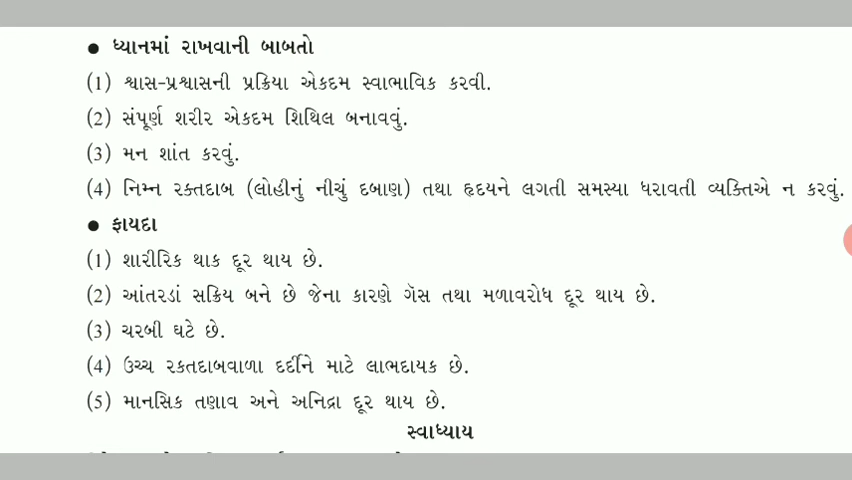 ● ધ્યાનમાં રાખવાની બાબતો
(1) શ્વાસ-પ્રશ્વાસની પ્રક્રિયા એકદમ સ્વાભાવિક કરવી.
(2) સંપૂર્ણ શરીર એકદમ શિથિલ બનાવવું.
(3) મન શાંત કરવું.
(4) નિમ્ન રક્તદાબ (લોહીનું નીચું દબાણ) તથા હૃદયને લગતી સમસ્યા ધરાવતી વ્યક્તિએ ન કરવું.
● ફાયદા
(1) શારીરિક થાક દૂર થાય છે.
(2) આંતરડાં સક્રિય બને છે જેના કારણે ગૅસ તથા મળાવરોધ દૂર થાય છે.
(3) ચરબી ઘટે છે.
(4) ઉચ્ચ રક્તદાબવાળા દર્દીને માટે લાભદાયક છે.
(5) માનસિક તણાવ અને અનિદ્રા દૂર થાય છે.
સ્વાધ્યાય